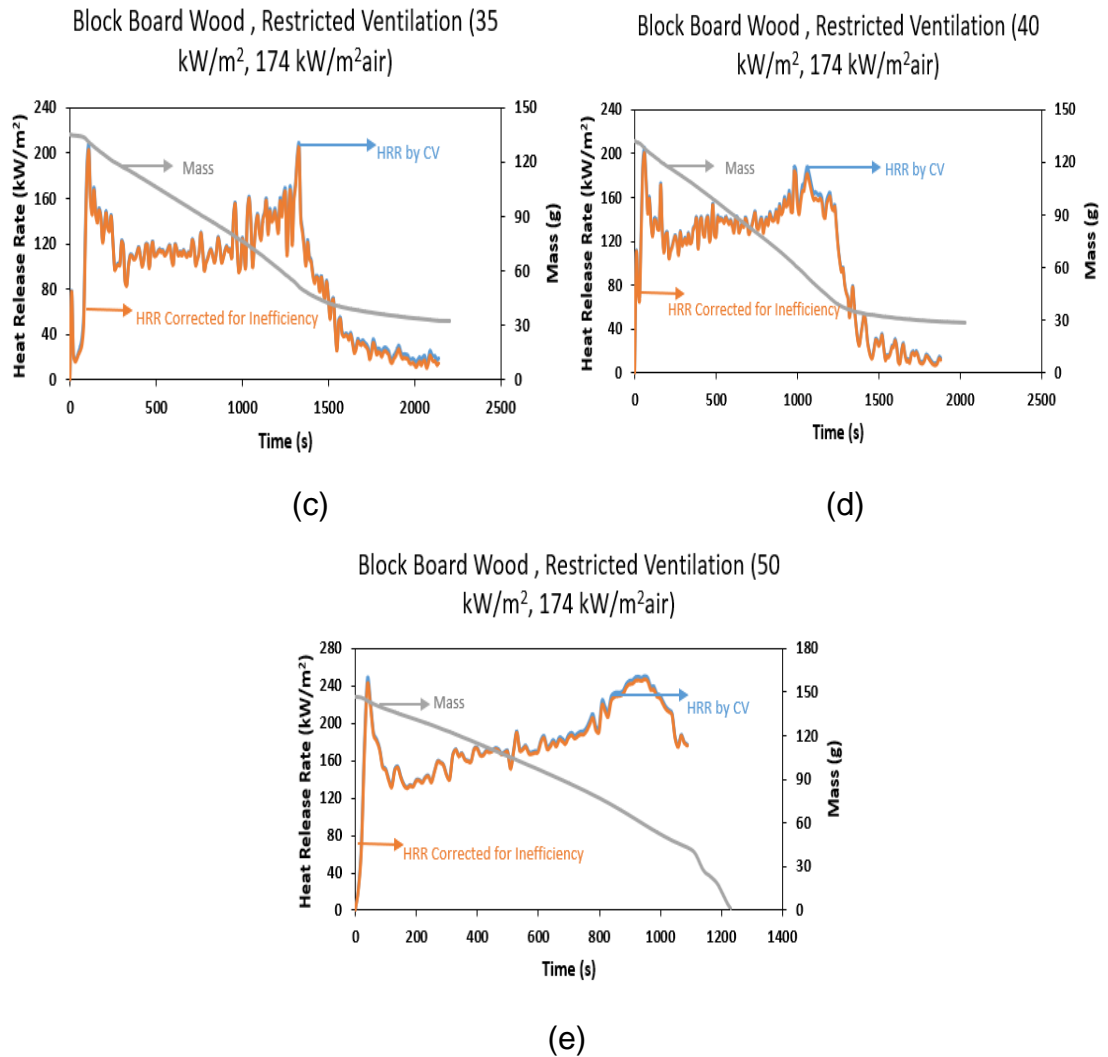 Block Board Wood , Restricted Ventilation (35
kW/m², 174 kW/m²air)
Heat Release Rate (kW/m²)
240
200
160
120
80
40
0
150
120
90
60
30
0
Mass (g)
HRR by CV
Mass
HRR Corrected for Inefficiency
0 500 1000 1500 2000 2500
Time (s)
(c)
Block Board Wood , Restricted Ventilation (40
kW/m², 174 kW/m²air)
Heat Release Rate (kW/m²)
240
200
160
120
80
40
0
150
120
90
60
30
0
Mass (g)
Mass
HRR by CV
HRR Corrected for Inefficiency
0 500 1000 1500 2000 2500
Time (s)
(d)
Block Board Wood , Restricted Ventilation (50
kW/m², 174 kW/m²air)
Heat Release Rate (kW/m²)
280
240
200
160
120
80
40
0
180
150
120
90
60
30
0
Mass (g)
Mass
HRR by CV
HRR Corrected for Inefficiency
0 200 400 600 800 1000 1200 1400
Time (s)
(e)